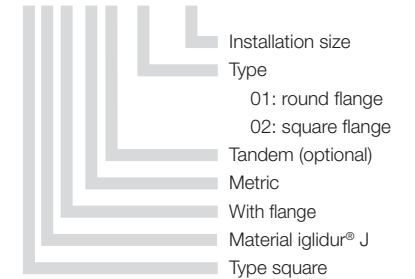 Installation size
Type
01: round flange
02: square flange
Tandem (optional)
Metric
With flange
Material iglidur® J
Type square